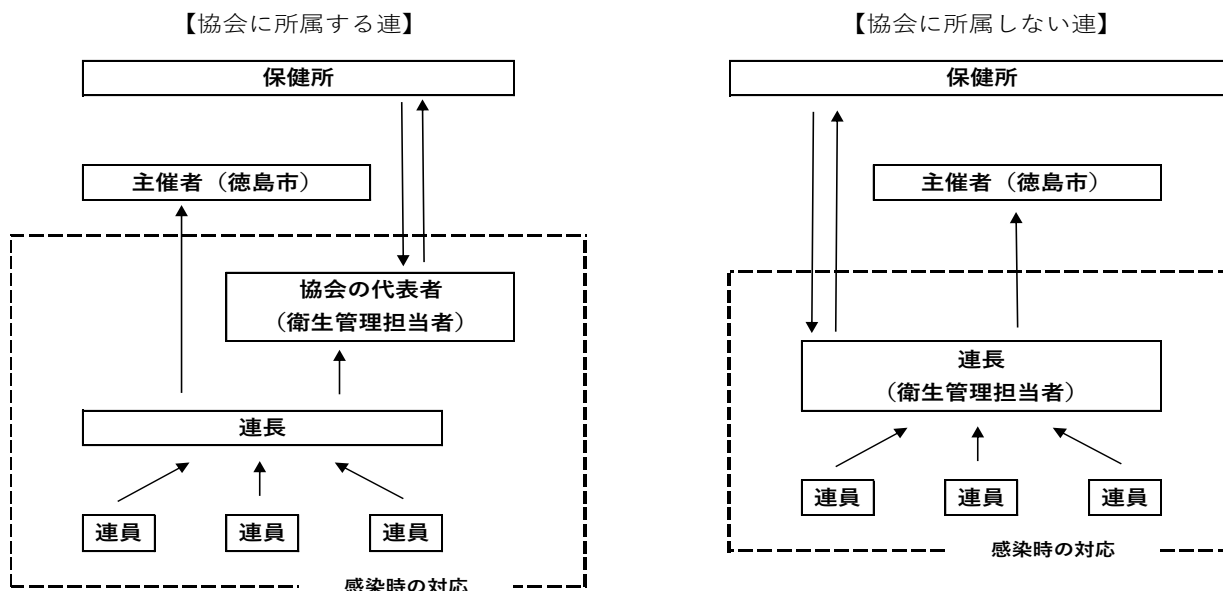 【協会に所属する連】
保健所
主催者（徳島市）
協会の代表者
（衛生管理担当者）
連長
連員
連員
連員
感染時の対応
【協会に所属しない連】
保健所
主催者（徳島市）
連長
（衛生管理担当者）
連員
連員
連員
感染時の対応